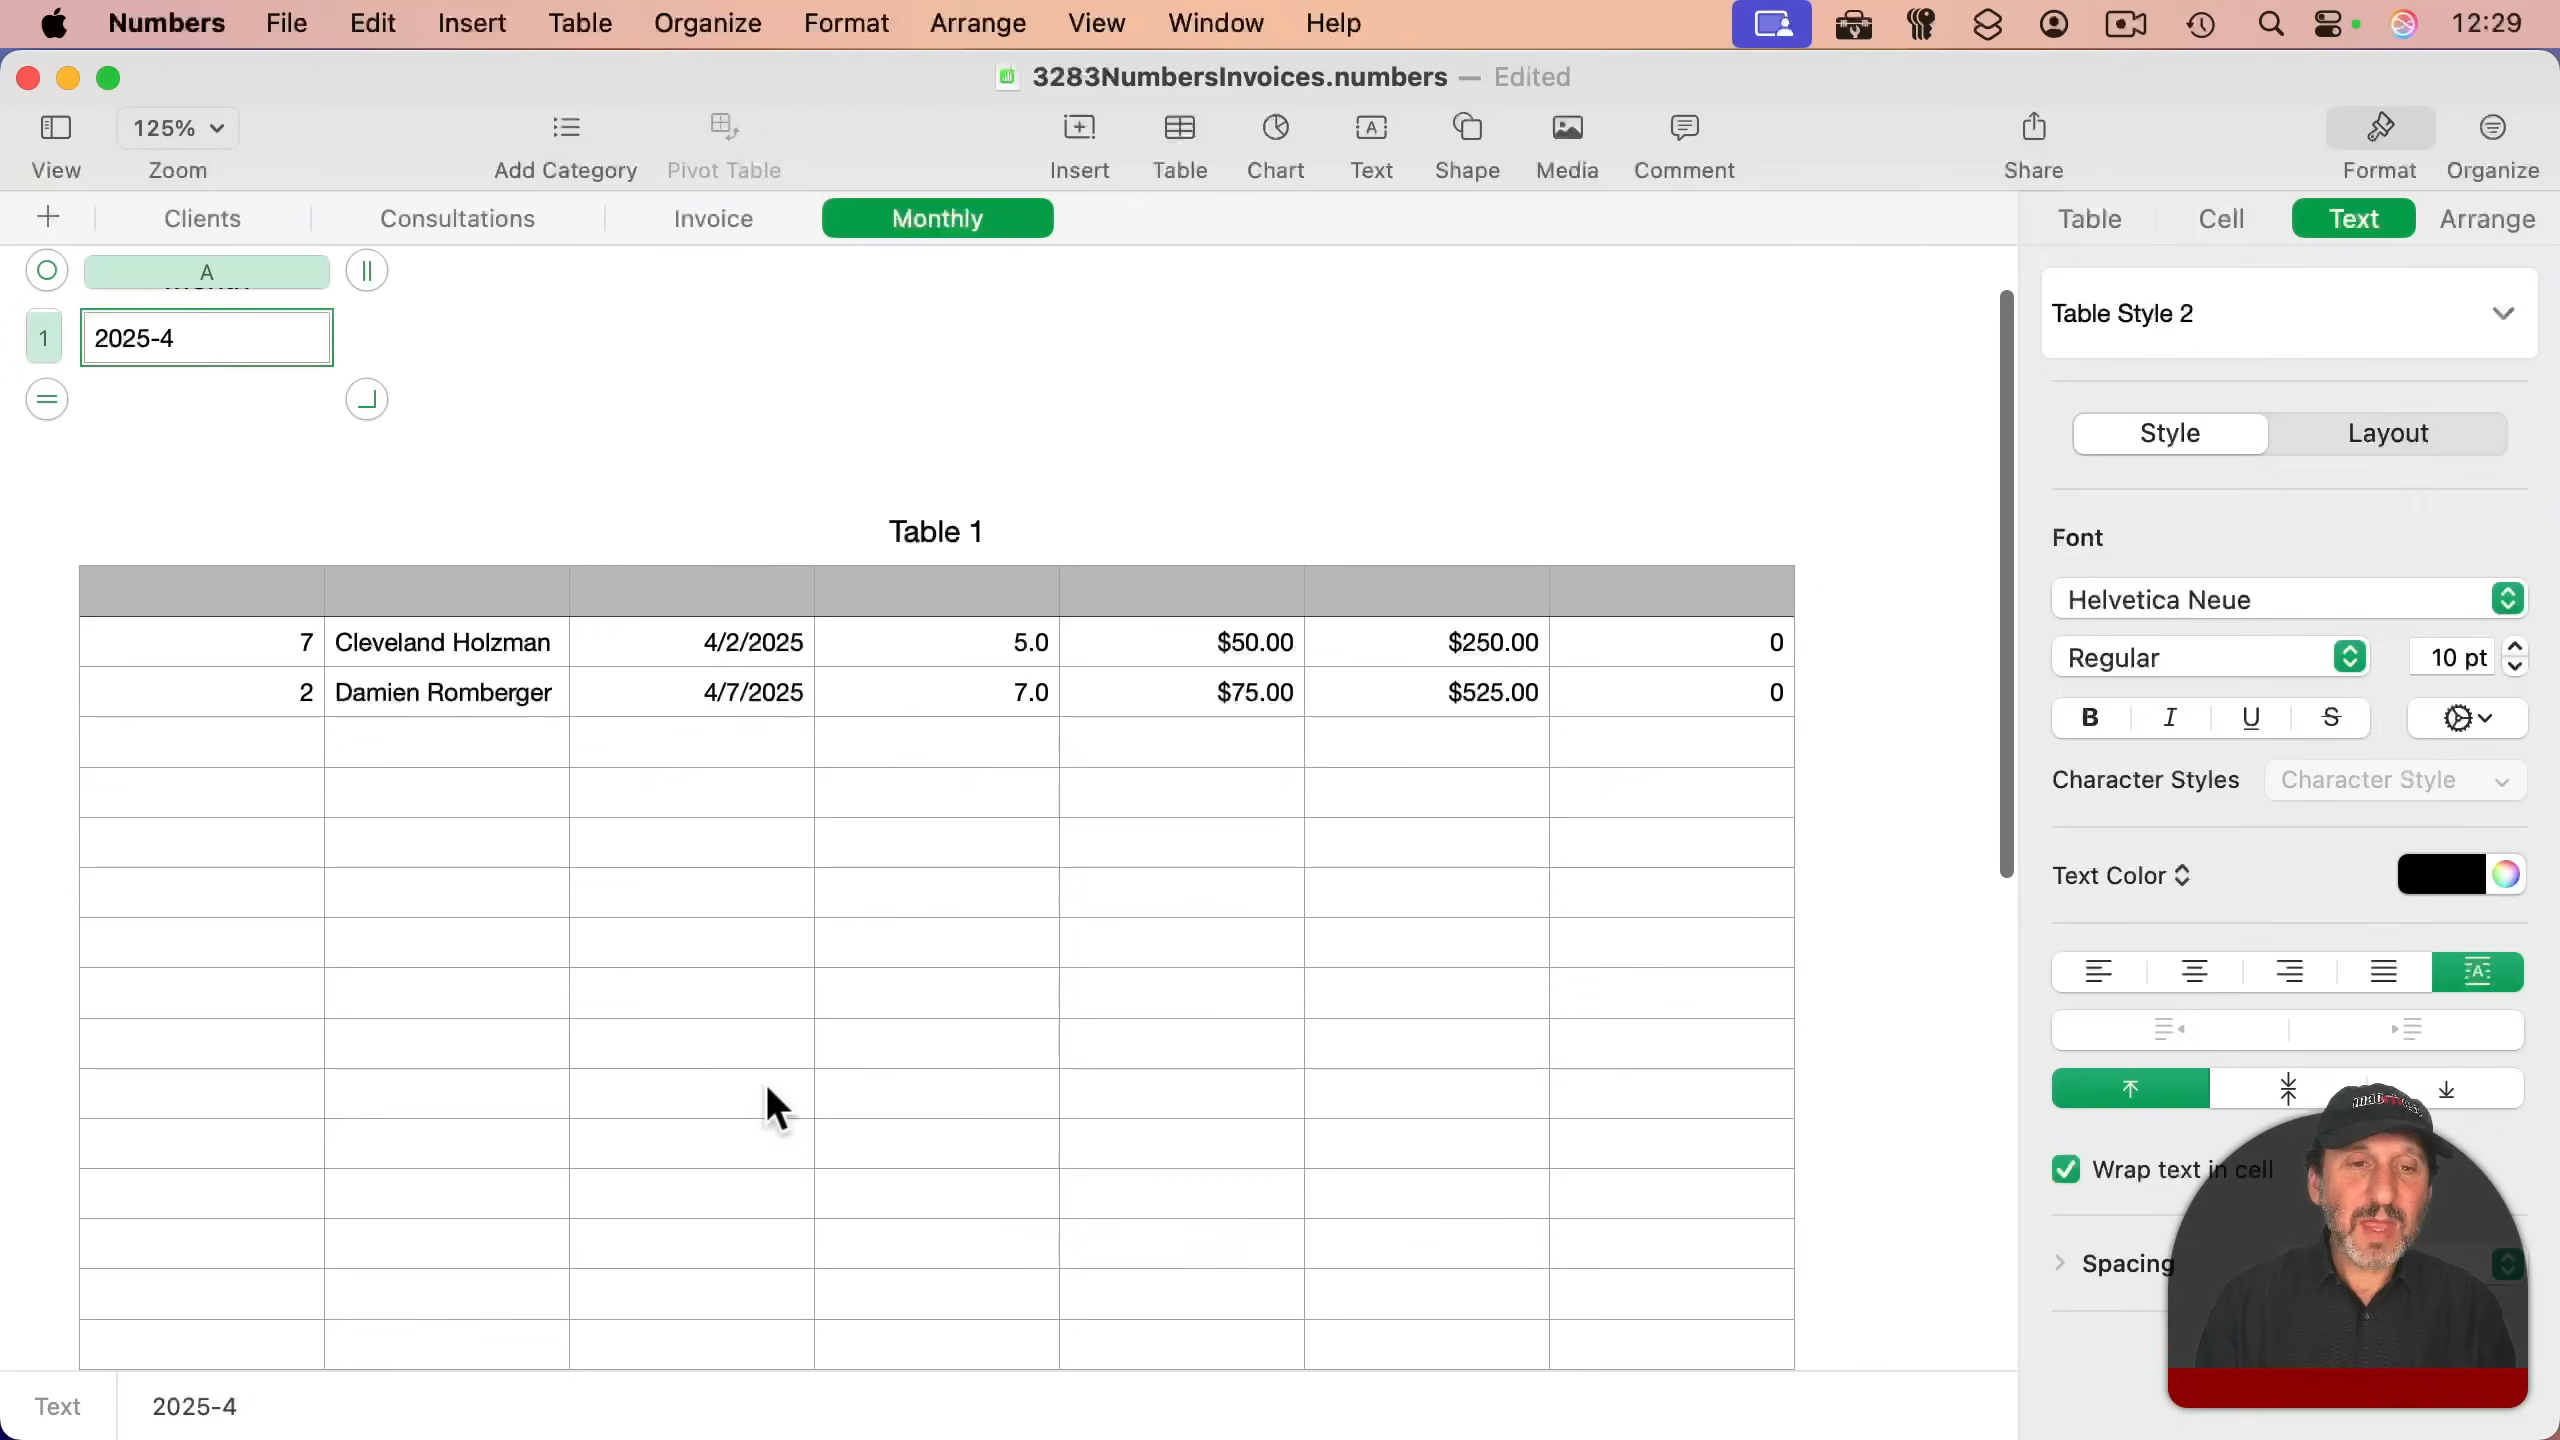 Numbers File Edit Insert Table Organize Format Arrange View Window Help 12:29
3283NumbersInvoices.numbers — Edited
125%
View Zoom Add Category Pivot Table Insert Table Chart Text Shape Media Comment Share Format Organize
Clients Consultations Invoice Monthly
Table Cell Text Arrange
A
1 2025-4
Table 1
7 Cleveland Holzman 4/2/2025 5.0 $50.00 $250.00 0
2 Damien Romberger 4/7/2025 7.0 $75.00 $525.00 0
Text 2025-4
Table Style 2
Style Layout
Font
Helvetica Neue
Regular 10 pt
B I U S
Character Styles Character Style
Text Color
Wrap text in cell
Spacing